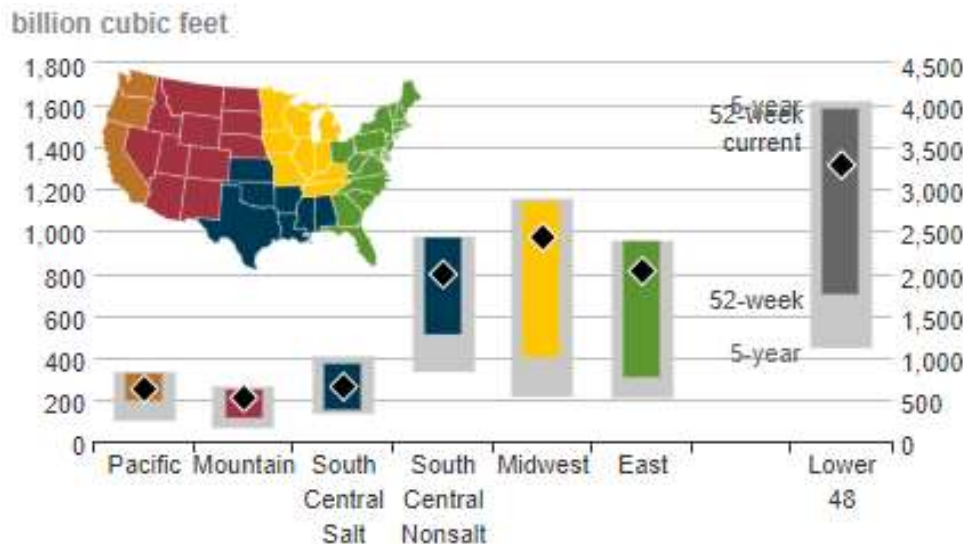 billion cubic feet
1,800 4,500
1,600 5-year 4,000
52-week
1,400 current 3,500
1,200 3,000
1,000 2,500
800 2,000
600 52-week 1,500
400 5-year 1,000
200 500
0 0
Pacific Mountain South Central Salt South Central Nonsalt Midwest East Lower 48